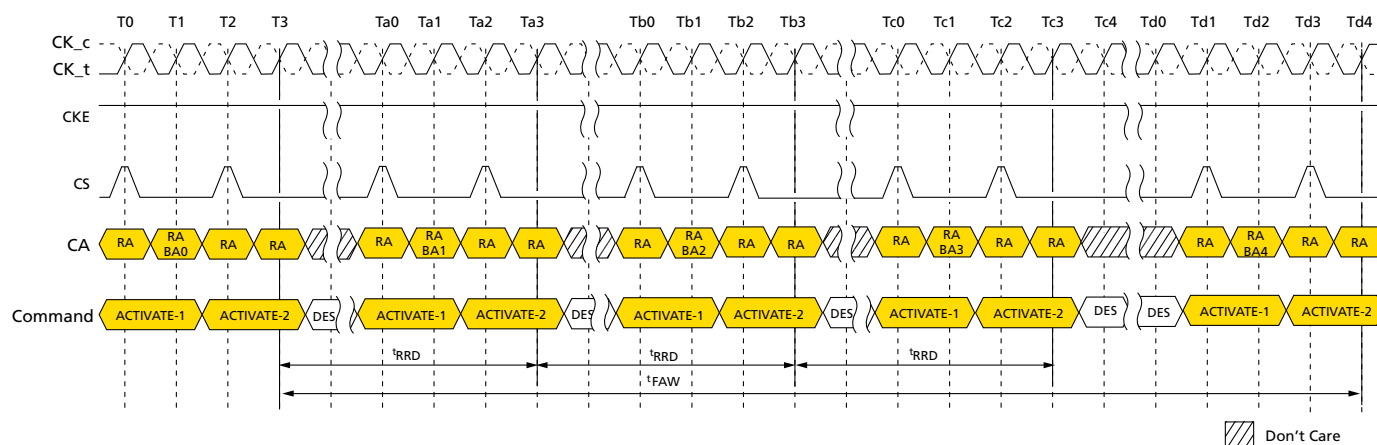 T0 T1 T2 T3 Ta0 Ta1 Ta2 Ta3 Tb0 Tb1 Tb2 Tb3 Tc0 Tc1 Tc2 Tc3 Tc4 Td0 Td1 Td2 Td3 Td4
CK_c
CK_t
CKE
CS
CA RA RA BA0 RA RA RA RA BA1 RA RA RA RA BA2 RA RA RA RA BA3 RA RA RA RA BA4 RA RA
Command ACTIVATE-1 ACTIVATE-2 DES ACTIVATE-1 ACTIVATE-2 DES ACTIVATE-1 ACTIVATE-2 DES ACTIVATE-1 ACTIVATE-2 DES DES ACTIVATE-1 ACTIVATE-2
tRRD tRRD tRRD
tFAW
Don't Care